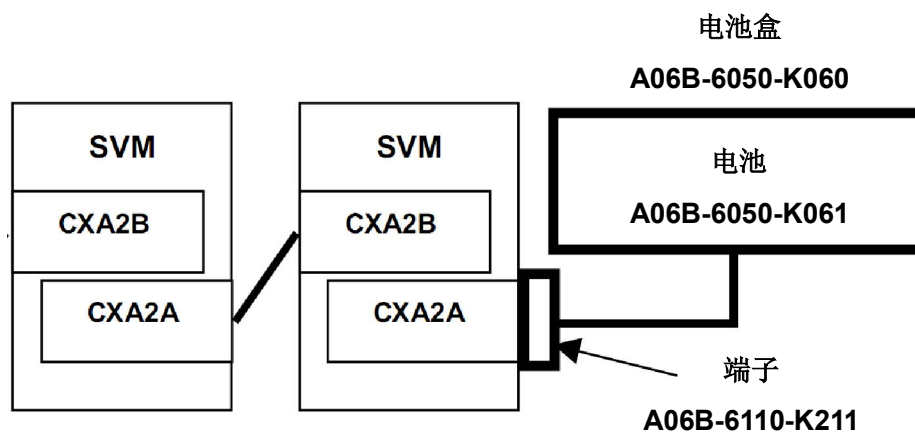 电池盒
A06B-6050-K060
SVM
SVM
电池
CXA2B
CXA2B
A06B-6050-K061
CXA2A
CXA2A
端子
A06B-6110-K211